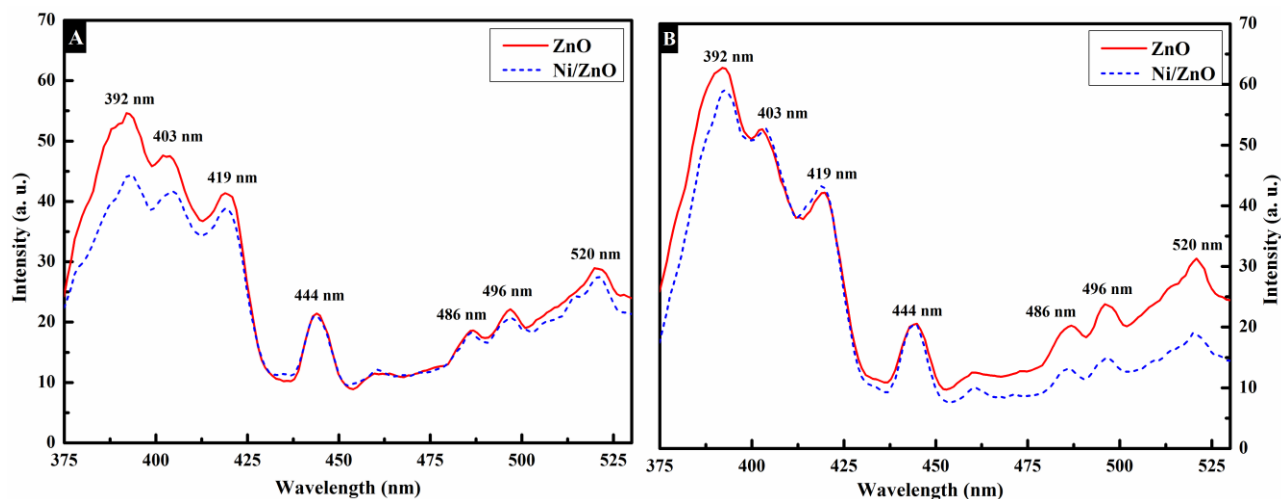 A
ZnO
Ni/ZnO
392 nm
403 nm
419 nm
444 nm
486 nm
496 nm
520 nm
70
60
50
40
30
20
10
0
Intensity (a. u.)
375 400 425 450 475 500 525
Wavelength (nm)
B
ZnO
Ni/ZnO
392 nm
403 nm
419 nm
444 nm
486 nm
496 nm
520 nm
70
60
50
40
30
20
10
0
Intensity (a. u.)
375 400 425 450 475 500 525
Wavelength (nm)